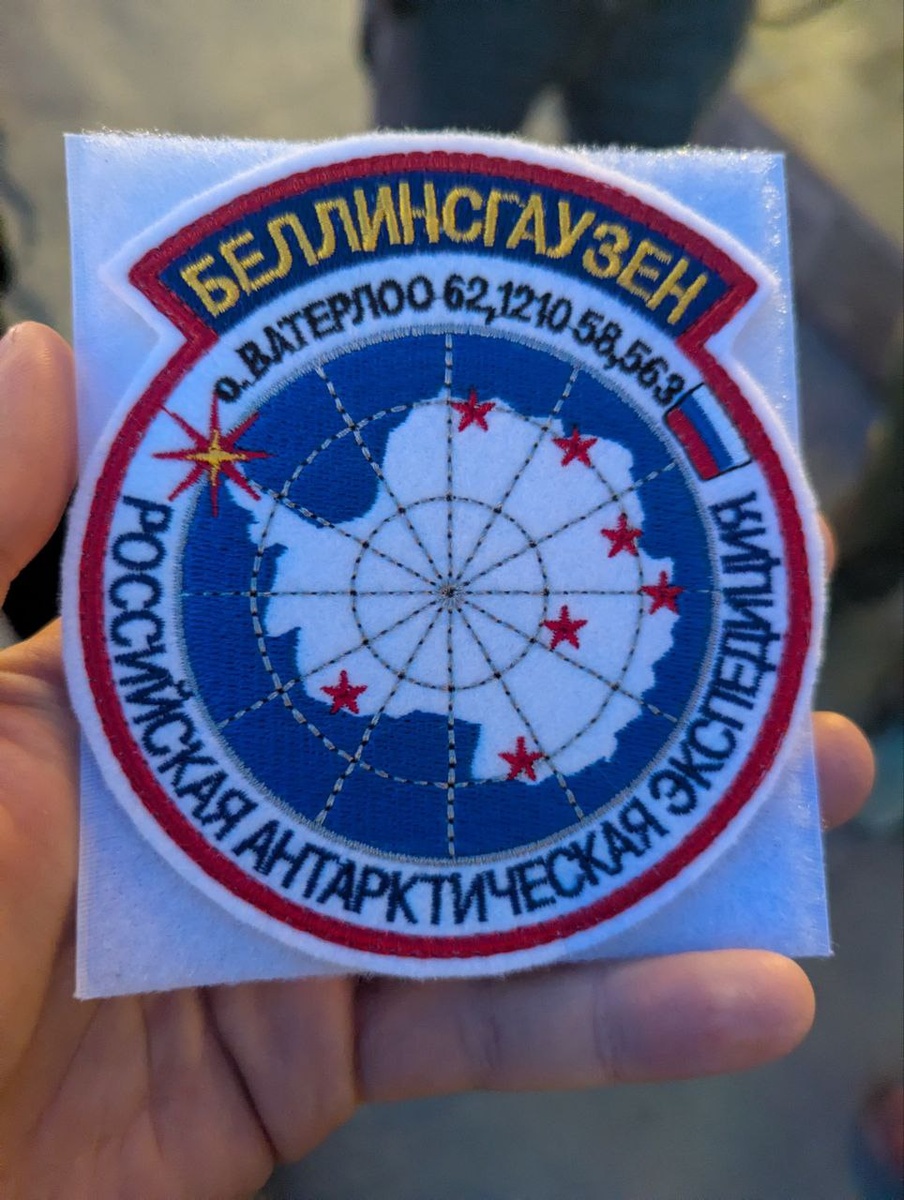 БЕЛЛИНСГАУЗЕН
о. ВАТЕРЛОО 62,1210 58,563
РОССИЙСКАЯ АНТАРКТИЧЕСКАЯ ЭКСПЕДИЦИЯ